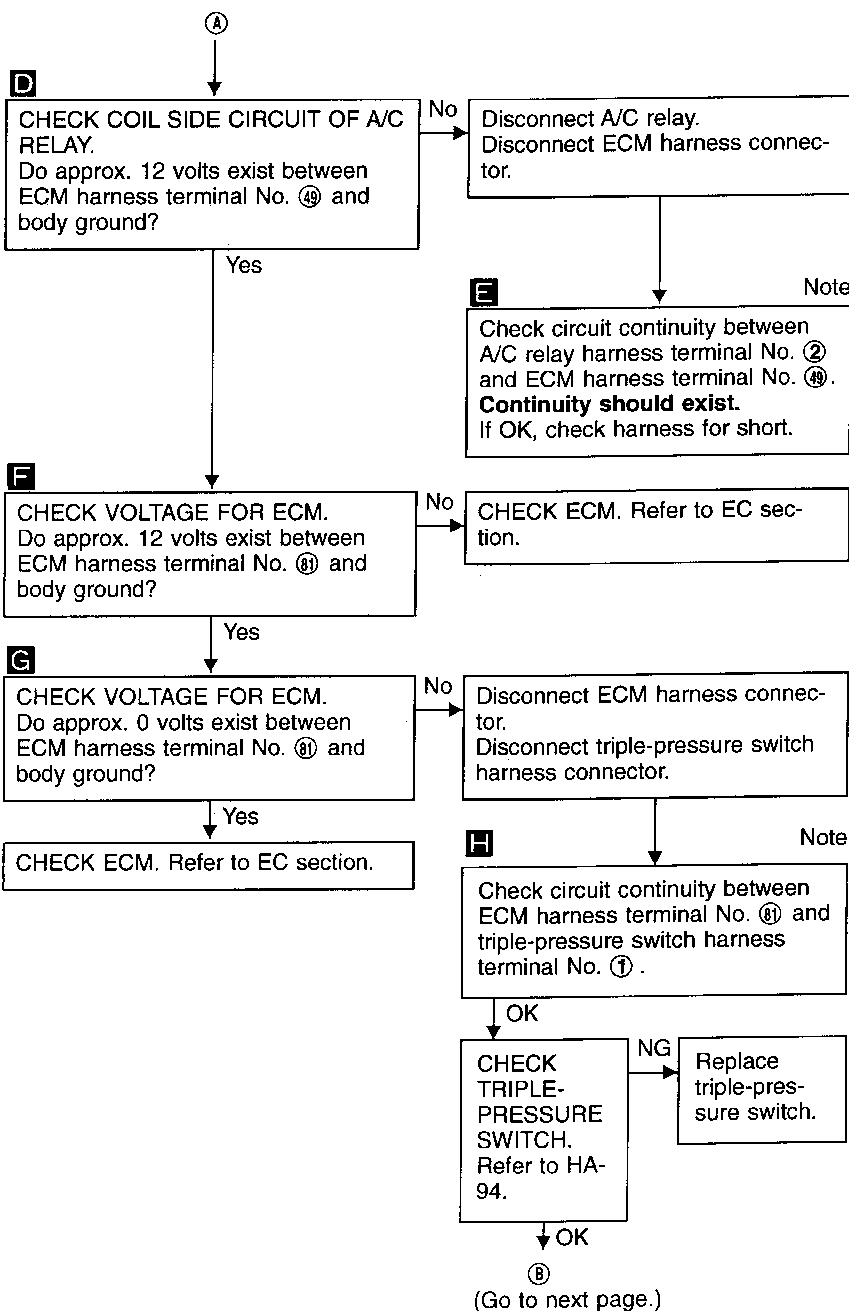 Ⓐ
D
CHECK COIL SIDE CIRCUIT OF A/C
RELAY.
Do approx. 12 volts exist between
ECM harness terminal No. ㊾ and
body ground?
No
Disconnect A/C relay.
Disconnect ECM harness connec-
tor.
Yes
E
Note
Check circuit continuity between
A/C relay harness terminal No. ②
and ECM harness terminal No. ㊾.
Continuity should exist.
If OK, check harness for short.
F
CHECK VOLTAGE FOR ECM.
Do approx. 12 volts exist between
ECM harness terminal No. (81) and
body ground?
No
CHECK ECM. Refer to EC sec-
tion.
Yes
G
CHECK VOLTAGE FOR ECM.
Do approx. 0 volts exist between
ECM harness terminal No. (81) and
body ground?
No
Disconnect ECM harness connec-
tor.
Disconnect triple-pressure switch
harness connector.
Yes
CHECK ECM. Refer to EC section.
H
Note
Check circuit continuity between
ECM harness terminal No. (81) and
triple-pressure switch harness
terminal No. ①.
OK
CHECK
TRIPLE-
PRESSURE
SWITCH.
Refer to HA-
94.
NG
Replace
triple-pres-
sure switch.
OK
Ⓑ
(Go to next page.)